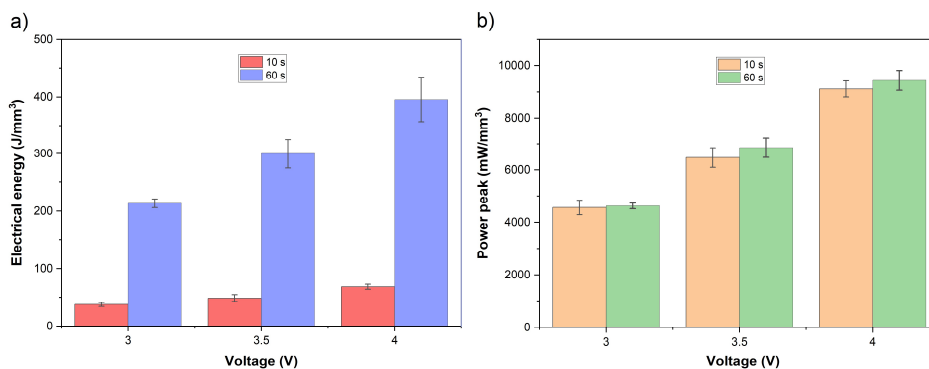 a)
500
400
300
200
100
0
Electrical energy (J/mm³)
10 s
60 s
3
3.5
4
Voltage (V)
b)
10000
8000
6000
4000
2000
0
Power peak (mW/mm³)
10 s
60 s
3
3.5
4
Voltage (V)